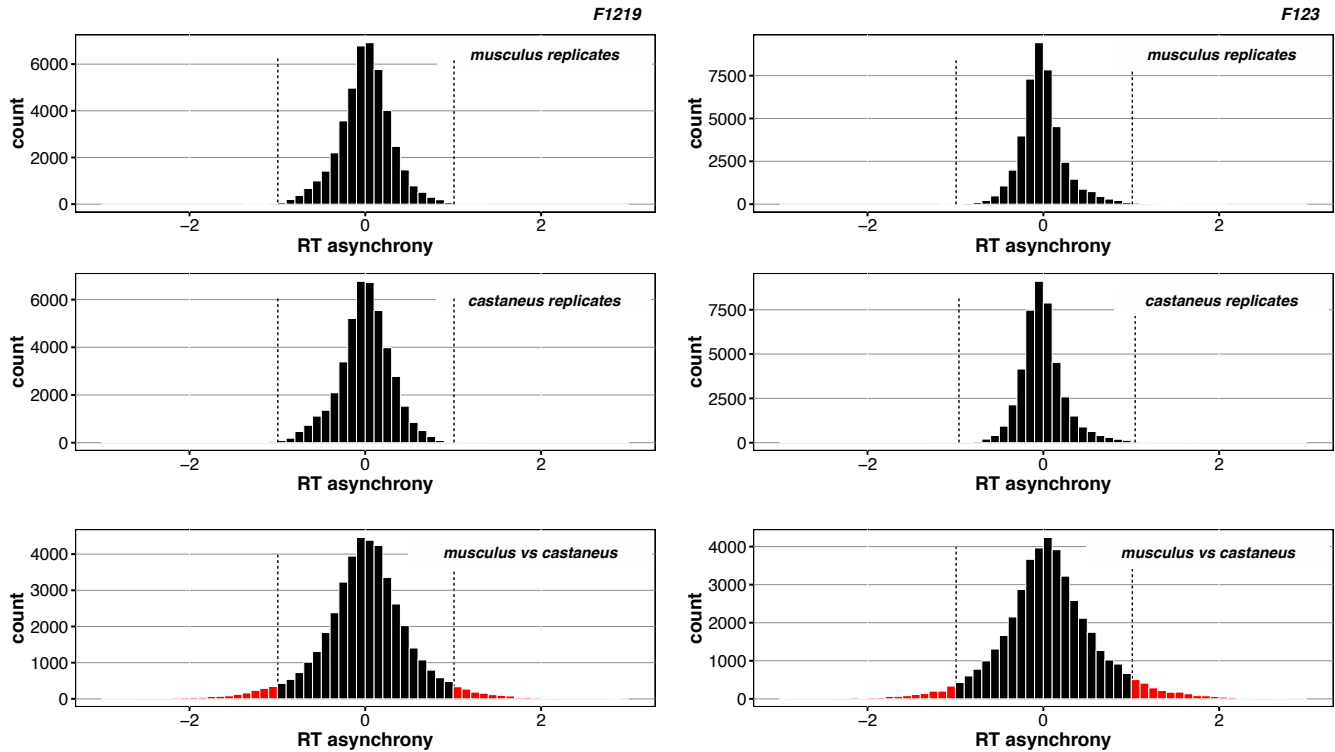 F1219
F123
musculus replicates
count
6000
4000
2000
0
−2 0 2
RT asynchrony
musculus replicates
count
7500
5000
2500
0
−2 0 2
RT asynchrony
castaneus replicates
count
6000
4000
2000
0
−2 0 2
RT asynchrony
castaneus replicates
count
7500
5000
2500
0
−2 0 2
RT asynchrony
musculus vs castaneus
count
4000
3000
2000
1000
0
−2 0 2
RT asynchrony
musculus vs castaneus
count
4000
3000
2000
1000
0
−2 0 2
RT asynchrony